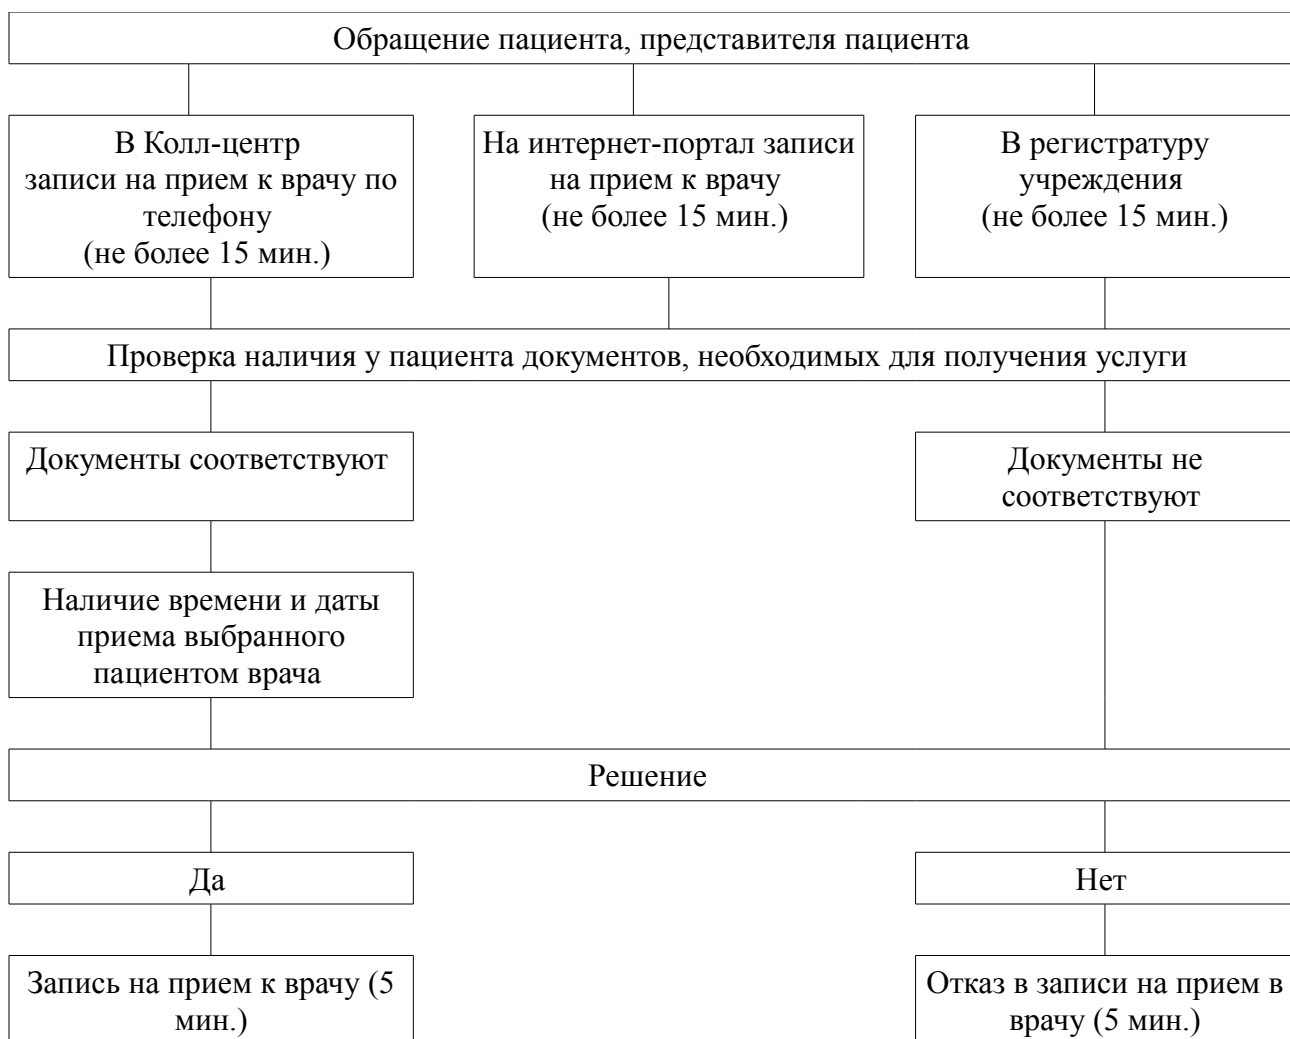 Обращение пациента, представителя пациента
В Колл-центр
записи на прием к врачу по
телефону
(не более 15 мин.)
На интернет-портал записи
на прием к врачу
(не более 15 мин.)
В регистратуру
учреждения
(не более 15 мин.)
Проверка наличия у пациента документов, необходимых для получения услуги
Документы соответствуют
Документы не
соответствуют
Наличие времени и даты
приема выбранного
пациентом врача
Решение
Да
Нет
Запись на прием к врачу (5
мин.)
Отказ в записи на прием в
врачу (5 мин.)